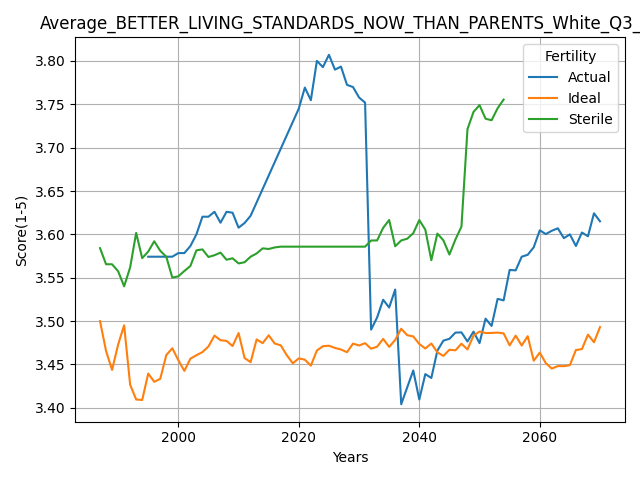 Average_BETTER_LIVING_STANDARDS_NOW_THAN_PARENTS_White_Q3_
Fertility
Actual
Ideal
Sterile
Score(1-5)
3.80
3.75
3.70
3.65
3.60
3.55
3.50
3.45
3.40
2000 2020 2040 2060
Years